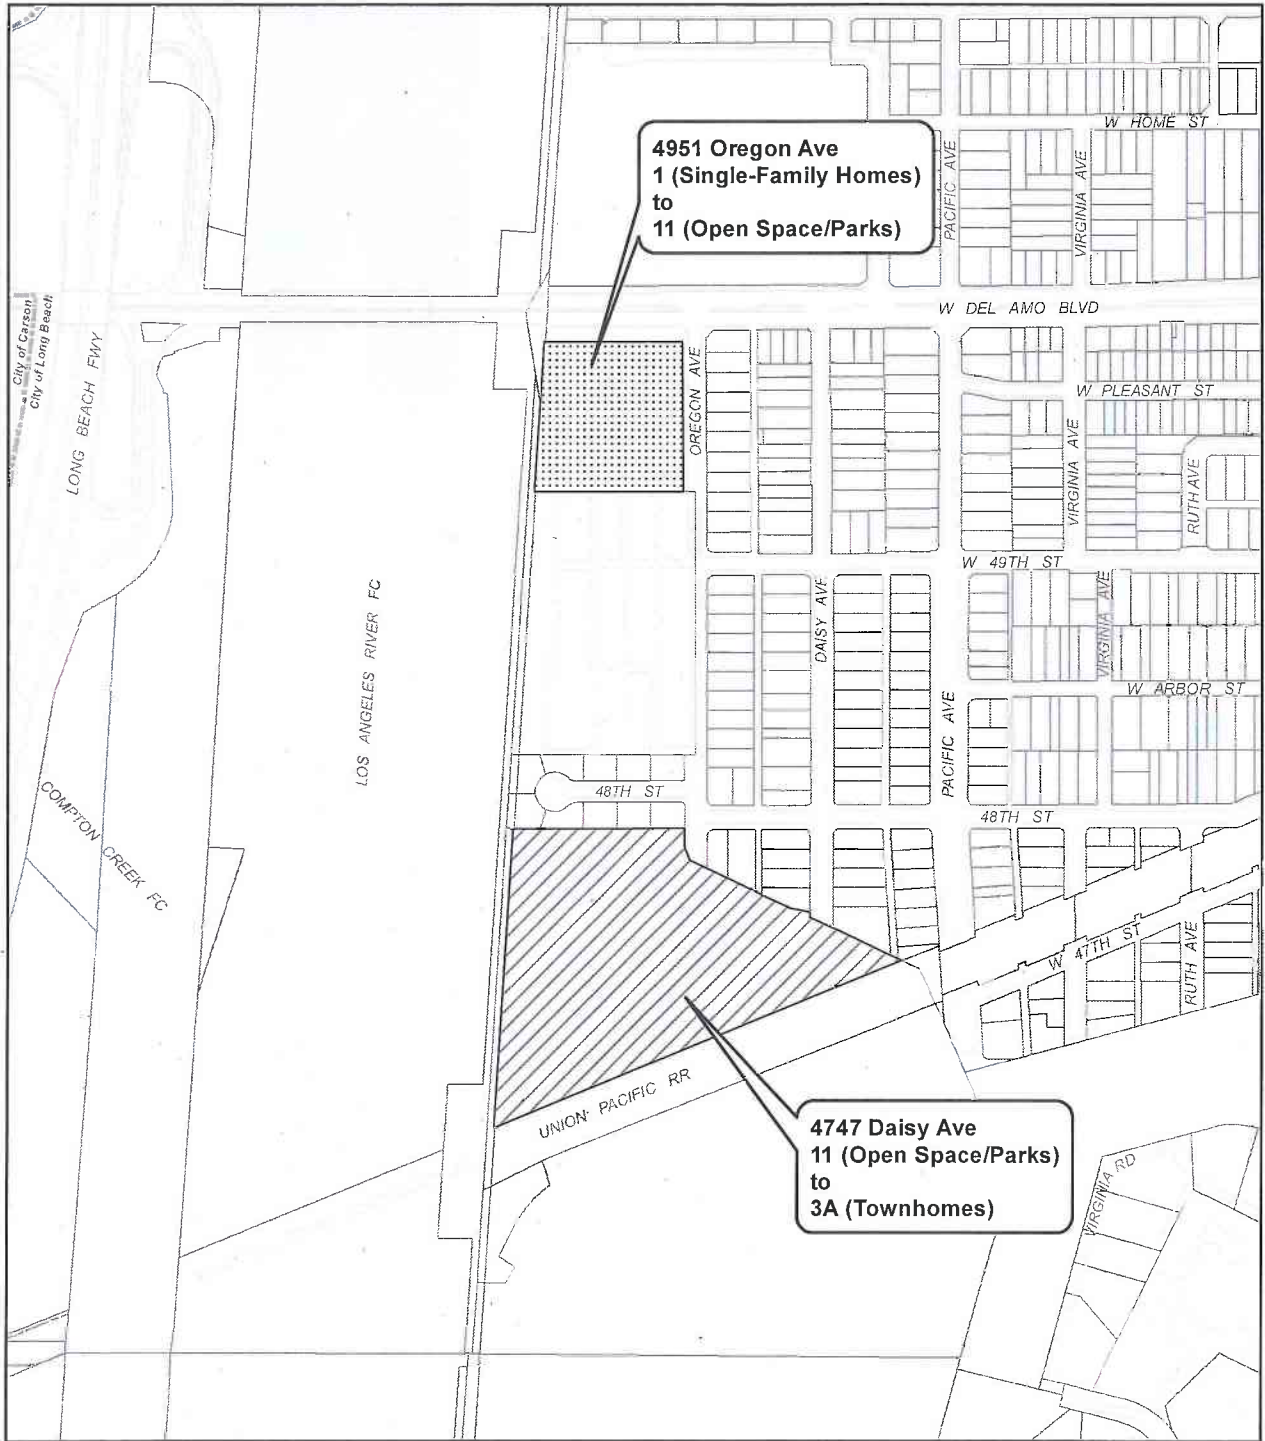 W HOME ST
4951 Oregon Ave
1 (Single-Family Homes)
to
11 (Open Space/Parks)
PACIFIC AVE
VIRGINIA AVE
W DEL AMO BLVD
City of Carson
City of Long Beach
LONG BEACH FWY
OREGON AVE
W PLEASANT ST
VIRGINIA AVE
RUTH AVE
W 49TH ST
LOS ANGELES RIVER FC
DAISY AVE
VIRGINIA AVE
W ARBOR ST
PACIFIC AVE
COMPTON CREEK FC
48TH ST
48TH ST
W 47TH ST
RUTH AVE
UNION PACIFIC RR
4747 Daisy Ave
11 (Open Space/Parks)
to
3A (Townhomes)
VIRGINIA RD